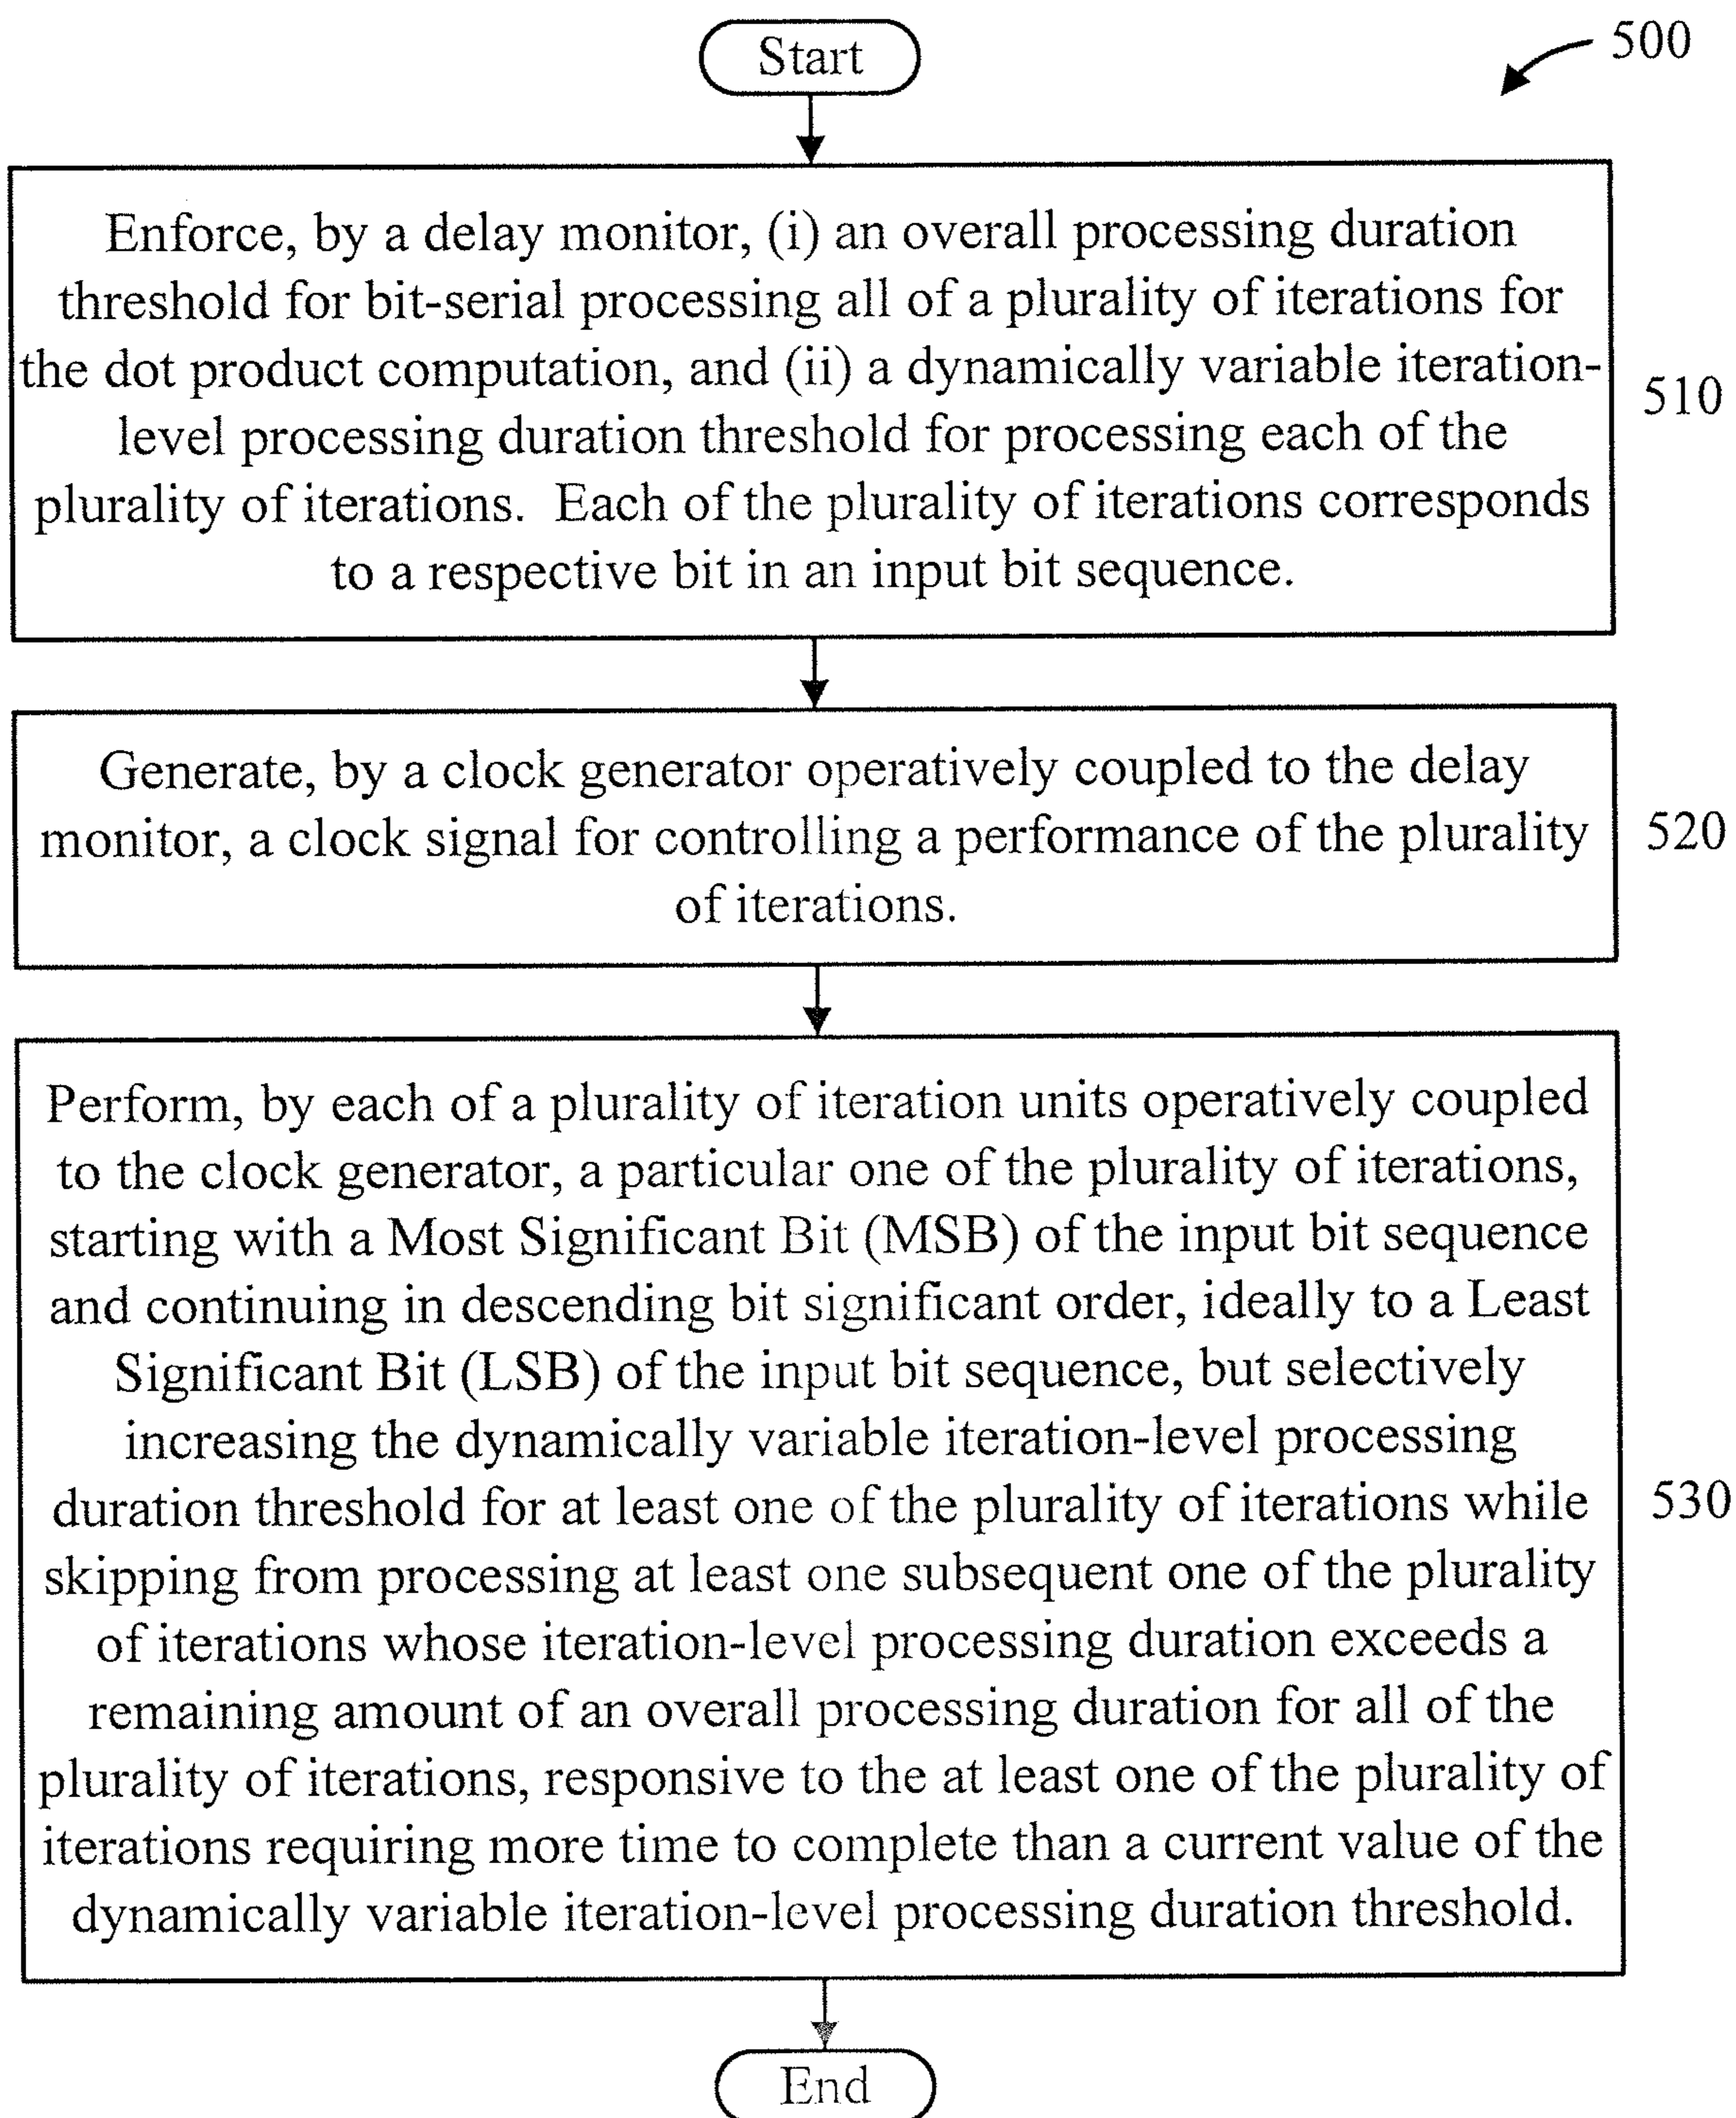 Start
500
Enforce, by a delay monitor, (i) an overall processing duration
threshold for bit-serial processing all of a plurality of iterations for
the dot product computation, and (ii) a dynamically variable iteration-
level processing duration threshold for processing each of the
plurality of iterations.  Each of the plurality of iterations corresponds
to a respective bit in an input bit sequence.
510
Generate, by a clock generator operatively coupled to the delay
monitor, a clock signal for controlling a performance of the plurality
of iterations.
520
Perform, by each of a plurality of iteration units operatively coupled
to the clock generator, a particular one of the plurality of iterations,
starting with a Most Significant Bit (MSB) of the input bit sequence
and continuing in descending bit significant order, ideally to a Least
Significant Bit (LSB) of the input bit sequence, but selectively
increasing the dynamically variable iteration-level processing
duration threshold for at least one of the plurality of iterations while
skipping from processing at least one subsequent one of the plurality
of iterations whose iteration-level processing duration exceeds a
remaining amount of an overall processing duration for all of the
plurality of iterations, responsive to the at least one of the plurality of
iterations requiring more time to complete than a current value of the
dynamically variable iteration-level processing duration threshold.
530
End